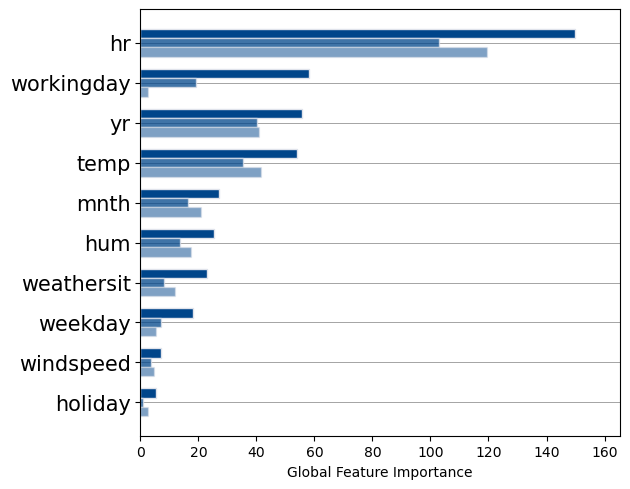 hr
workingday
yr
temp
mnth
hum
weathersit
weekday
windspeed
holiday
0 20 40 60 80 100 120 140 160
Global Feature Importance